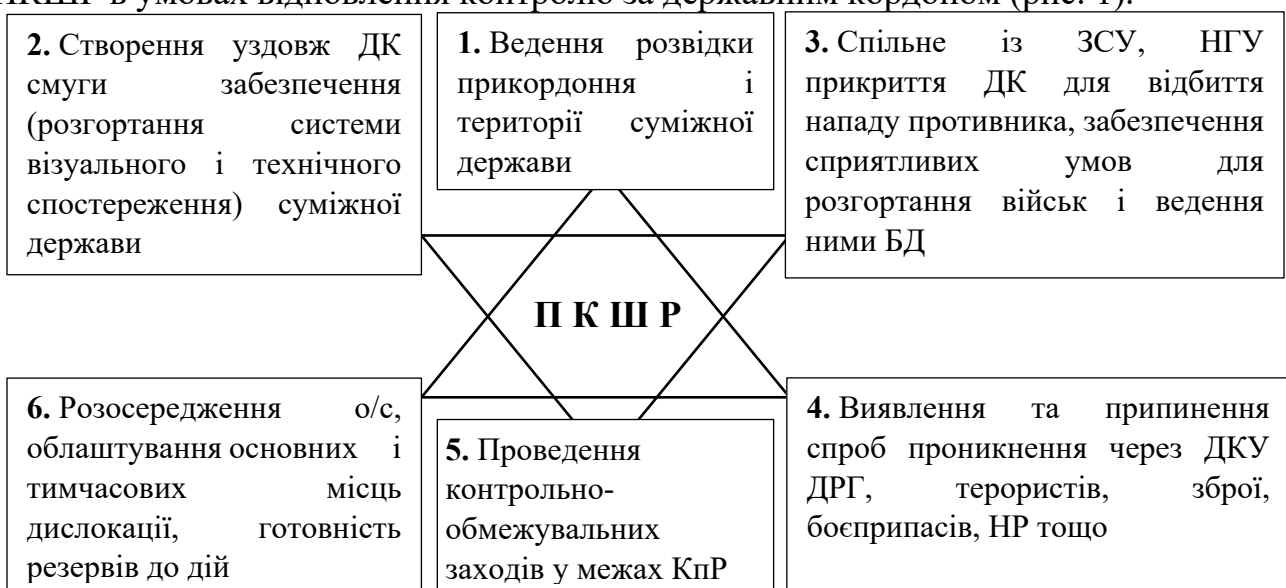 ПКШР в умовах відновлення контролю за державним кордоном (рис. 1).
2. Створення уздовж ДК
смуги забезпечення
(розгортання системи
візуального і технічного
спостереження) суміжної
держави
1. Ведення розвідки
прикордоння і
території суміжної
держави
3. Спільне із ЗСУ, НГУ
прикриття ДК для відбиття
нападу противника, забезпечення
сприятливих умов для
розгортання військ і ведення
ними БД
П К Ш Р
6. Розосередження о/с,
облаштування основних і
тимчасових місць
дислокації, готовність
резервів до дій
5. Проведення
контрольно-
обмежувальних
заходів у межах КпР
4. Виявлення та припинення
спроб проникнення через ДКУ
ДРГ, терористів, зброї,
боєприпасів, НР тощо